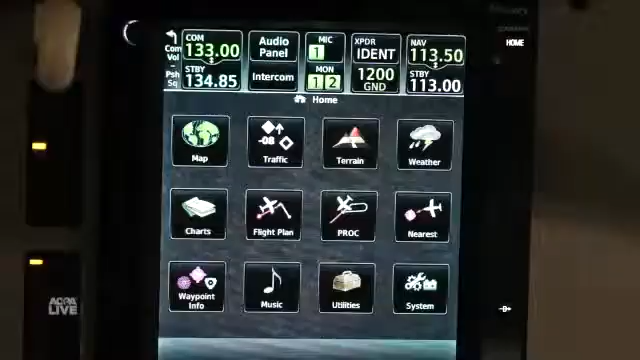 HOME
COM
Com
Vol
Psh
Sq
133.00
STBY
134.85
Audio
Panel
Intercom
MIC
1
MON
1 2
XPDR
IDENT
1200
GND
NAV
113.50
STBY
113.00
Home
Map
-08
Traffic
Terrain
Weather
Charts
Flight Plan
PROC
Nearest
Waypoint
Info
Music
Utilities
System
AOPA
LIVE
-D-